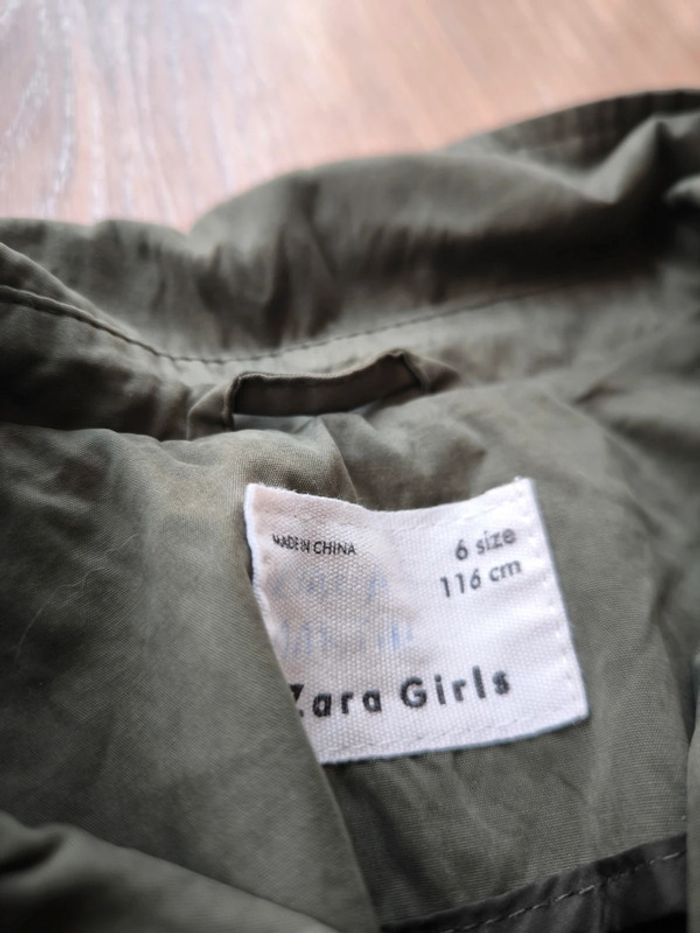 MADE IN CHINA
6 size
116 cm
Zara Girls